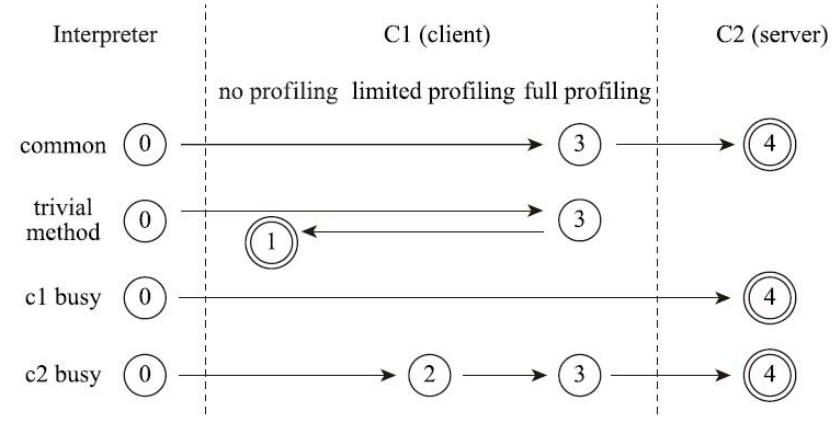 Interpreter C1 (client) C2 (server)
no profiling limited profiling full profiling
common 0 3 4
trivial
method 0 1 3
c1 busy 0 4
c2 busy 0 2 3 4